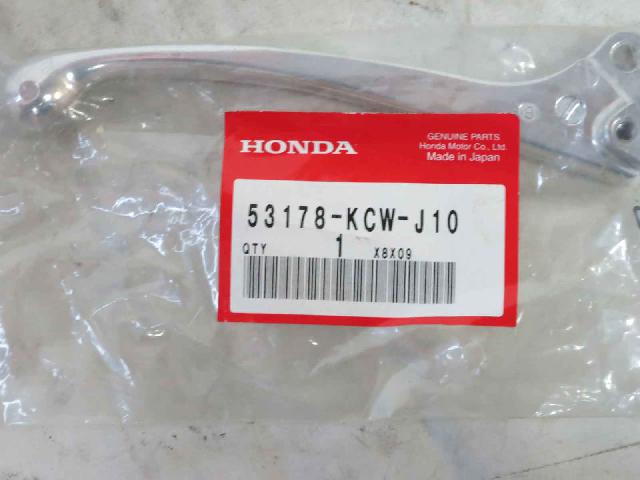 HONDA
GENUINE PARTS
Honda Motor Co., Ltd.
Made in Japan
53178-KCW-J10
QTY 1 X8X09